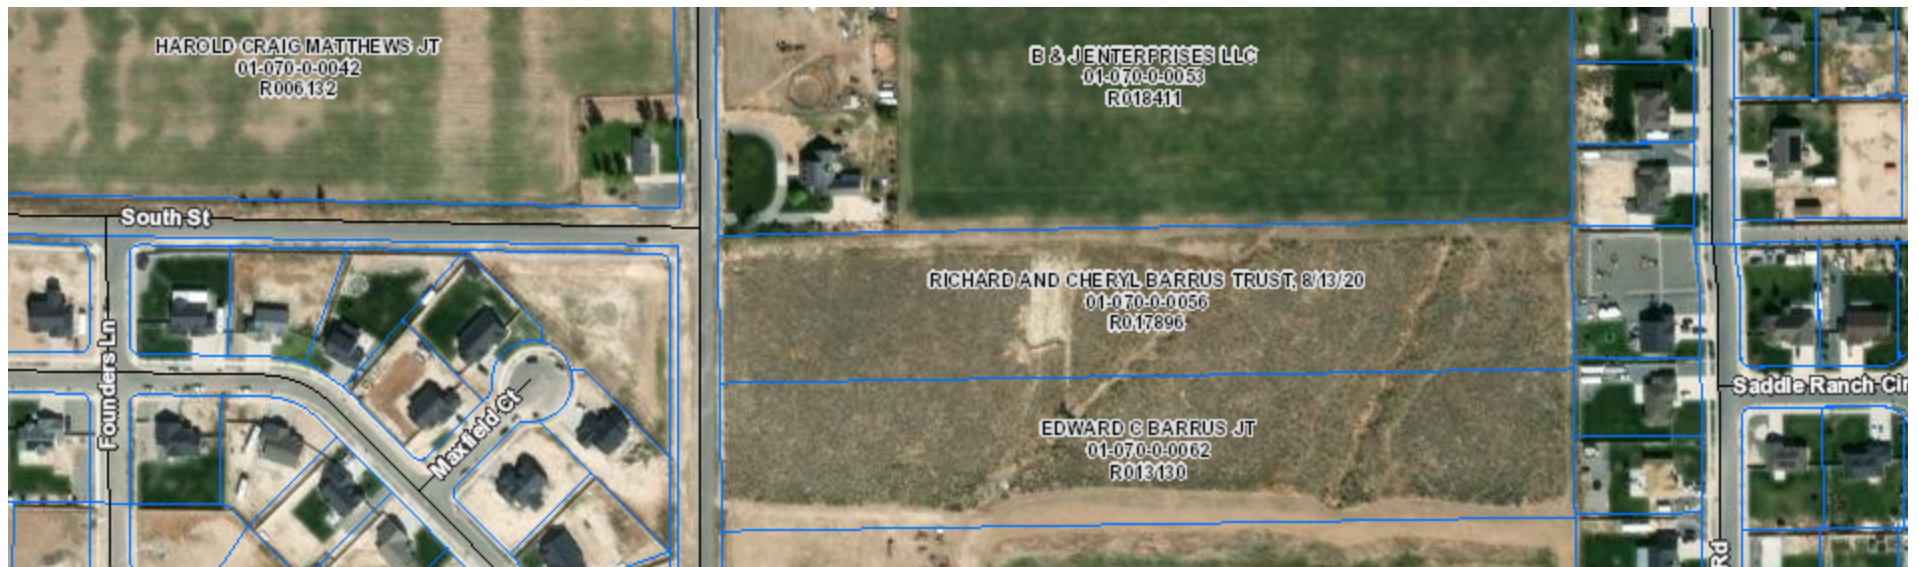 HAROLD CRAIG MATTHEWS JT
01-070-0-0042
R006132
B & J ENTERPRISES LLC
01-070-0-0053
R018411
South St
RICHARD AND CHERYL BARRUS TRUST, 8/13/20
01-070-0-0056
R017896
Founders Ln
Maxfield Ct
Saddle Ranch Cir
EDWARD C BARRUS JT
01-070-0-0062
R013130
Rd